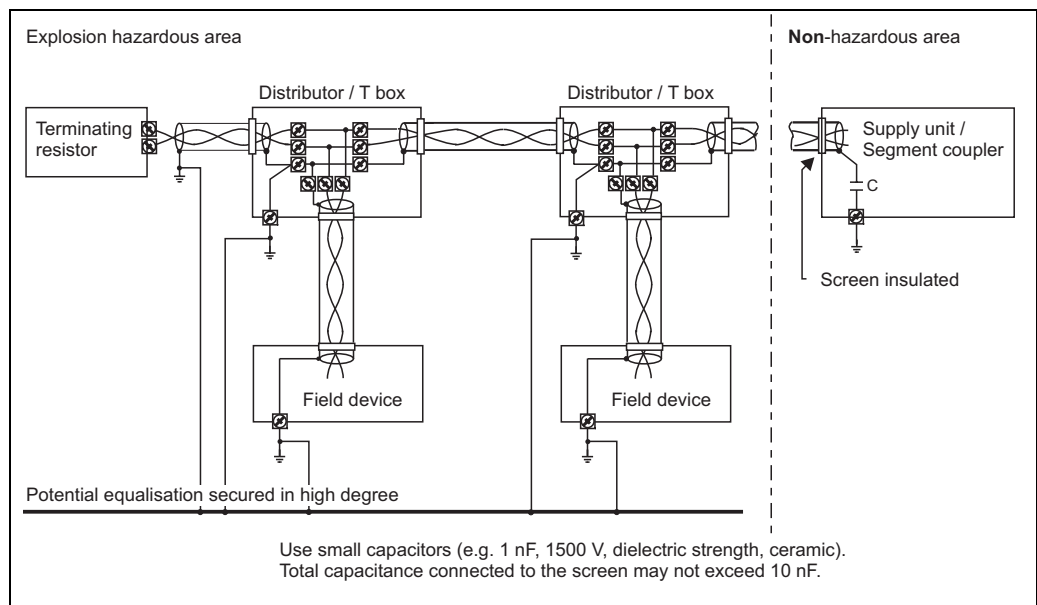 Explosion hazardous area
Non-hazardous area
Distributor / T box
Distributor / T box
Terminating
resistor
Supply unit /
Segment coupler
C
Screen insulated
Field device
Field device
Potential equalisation secured in high degree
Use small capacitors (e.g. 1 nF, 1500 V, dielectric strength, ceramic).
Total capacitance connected to the screen may not exceed 10 nF.